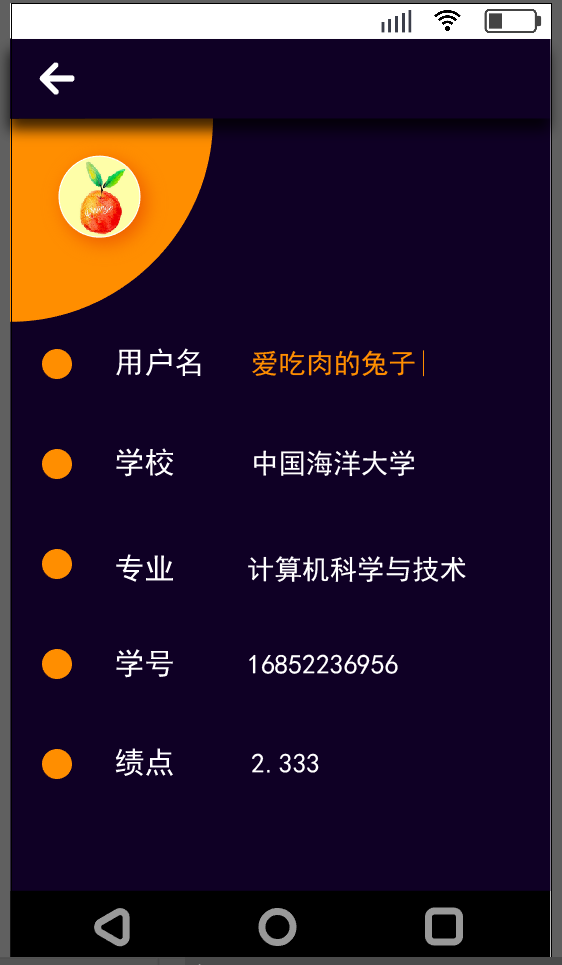 用户名 爱吃肉的兔子
学校 中国海洋大学
专业 计算机科学与技术
学号 16852236956
绩点 2.333